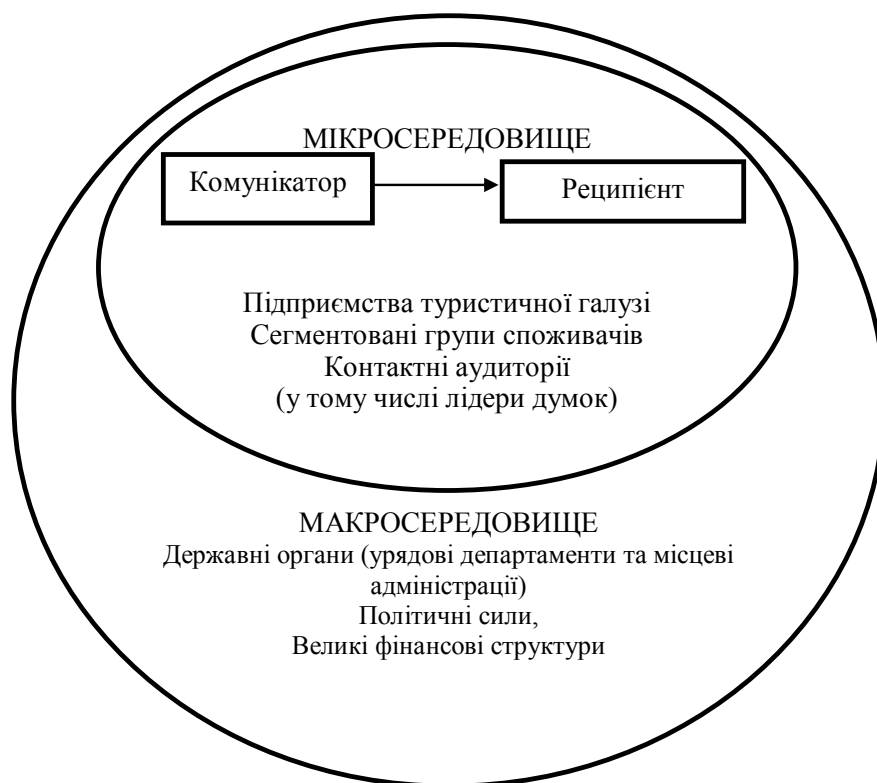 МІКРОСЕРЕДОВИЩЕ
Комунікатор
Реципієнт
Підприємства туристичної галузі
Сегментовані групи споживачів
Контактні аудиторії
(у тому числі лідери думок)
МАКРОСЕРЕДОВИЩЕ
Державні органи (урядові департаменти та місцеві
адміністрації)
Політичні сили,
Великі фінансові структури